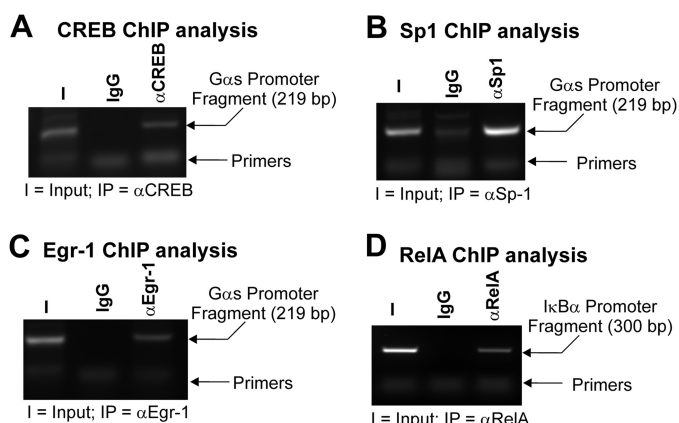 A CREB ChIP analysis
I IgG αCREB
Gαs Promoter
Fragment (219 bp)
Primers
I = Input; IP = αCREB
B Sp1 ChIP analysis
I IgG αSp1
Gαs Promoter
Fragment (219 bp)
Primers
I = Input; IP = αSp-1
C Egr-1 ChIP analysis
I IgG αEgr-1
Gαs Promoter
Fragment (219 bp)
Primers
I = Input; IP = αEgr-1
D RelA ChIP analysis
I IgG αRelA
IκBα Promoter
Fragment (300 bp)
Primers
I = Input; IP = αRelA